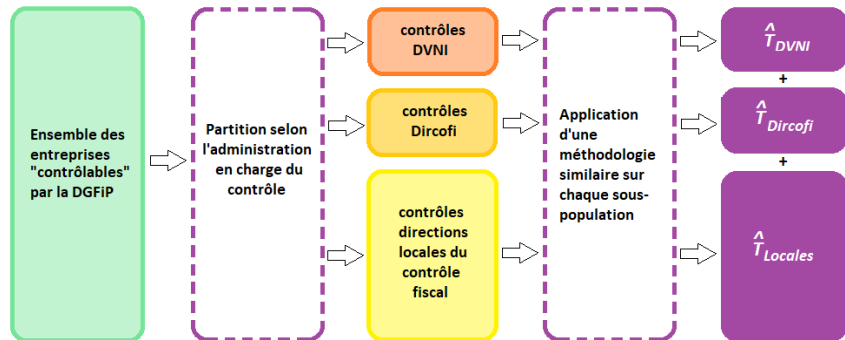 Ensemble des
entreprises
"contrôlables"
par la DGFiP
Partition selon
l'administration
en charge du
contrôle
contrôles
DVNI
contrôles
Dircofi
contrôles
directions
locales du
contrôle
fiscal
Application
d'une
méthodologie
similaire sur
chaque sous-
population
T̂DVNI
+
T̂Dircofi
+
T̂Locales